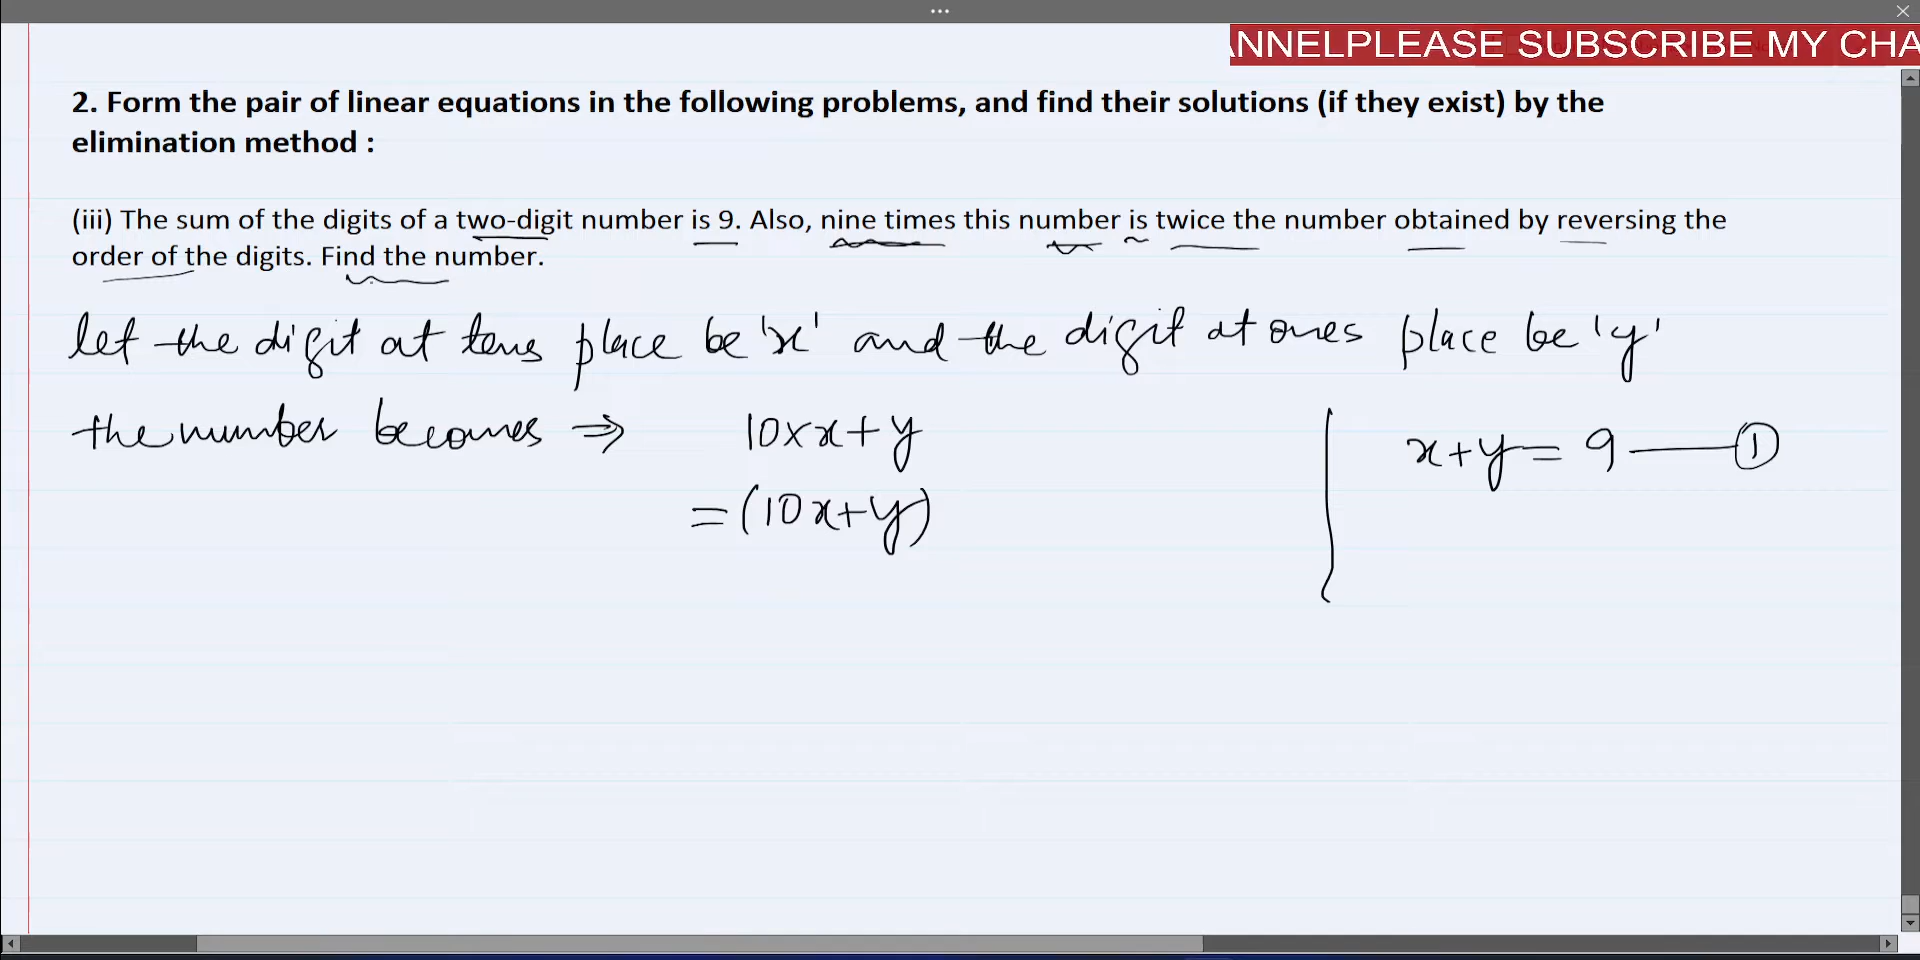 ANNELPLEASE SUBSCRIBE MY CHA
2. Form the pair of linear equations in the following problems, and find their solutions (if they exist) by the
elimination method :
(iii) The sum of the digits of a two-digit number is 9. Also, nine times this number is twice the number obtained by reversing the
order of the digits. Find the number.
let the digit at tens place be 'x' and the digit at ones place be 'y'
the number becomes ⇒ 10×x+y
x+y= 9 —— ①
=(10x+y)